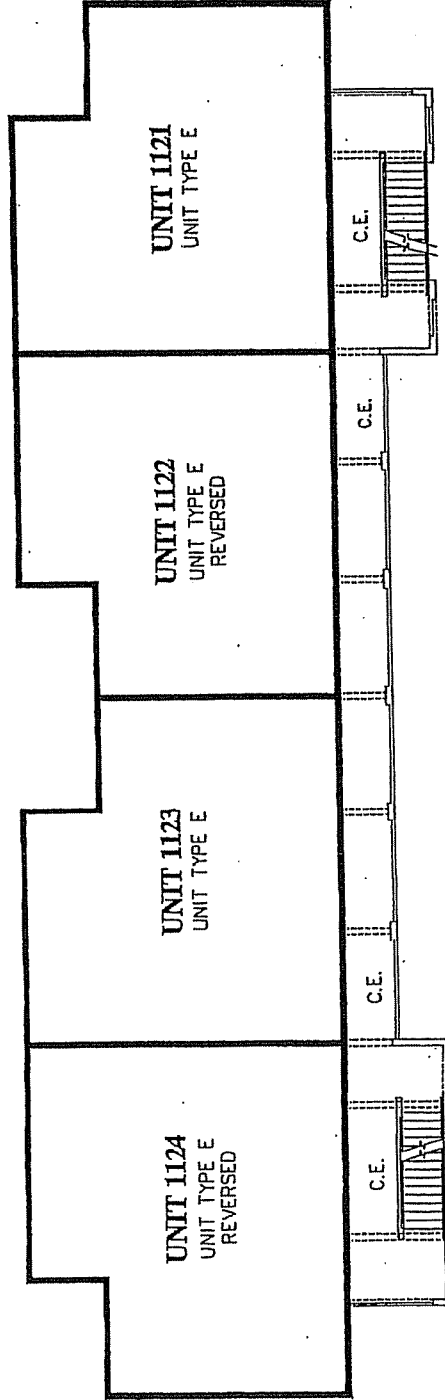 UNIT 1121
UNIT TYPE E
C.E.
UNIT 1122
UNIT TYPE E
REVERSED
C.E.
UNIT 1123
UNIT TYPE E
C.E.
UNIT 1124
UNIT TYPE E
REVERSED
C.E.